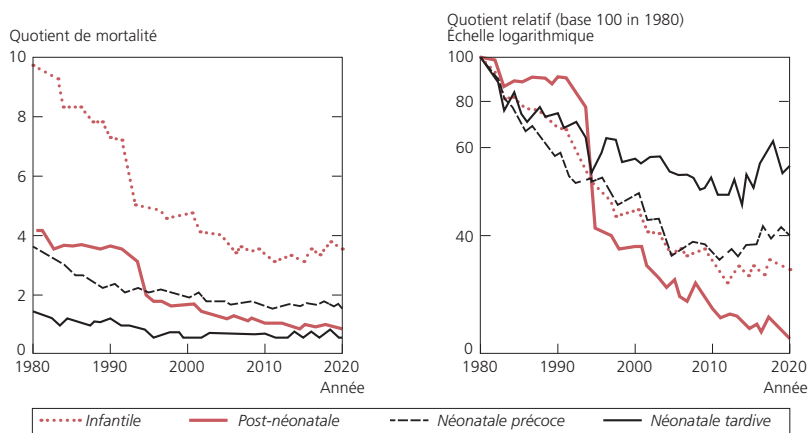 Quotient de mortalité
10
8
6
4
2
0
1980 1990 2000 2010 2020
Année
Quotient relatif (base 100 in 1980)
Échelle logarithmique
100
80
60
40
0
1980 1990 2000 2010 2020
Année
Infantile Post-néonatale Néonatale précoce Néonatale tardive